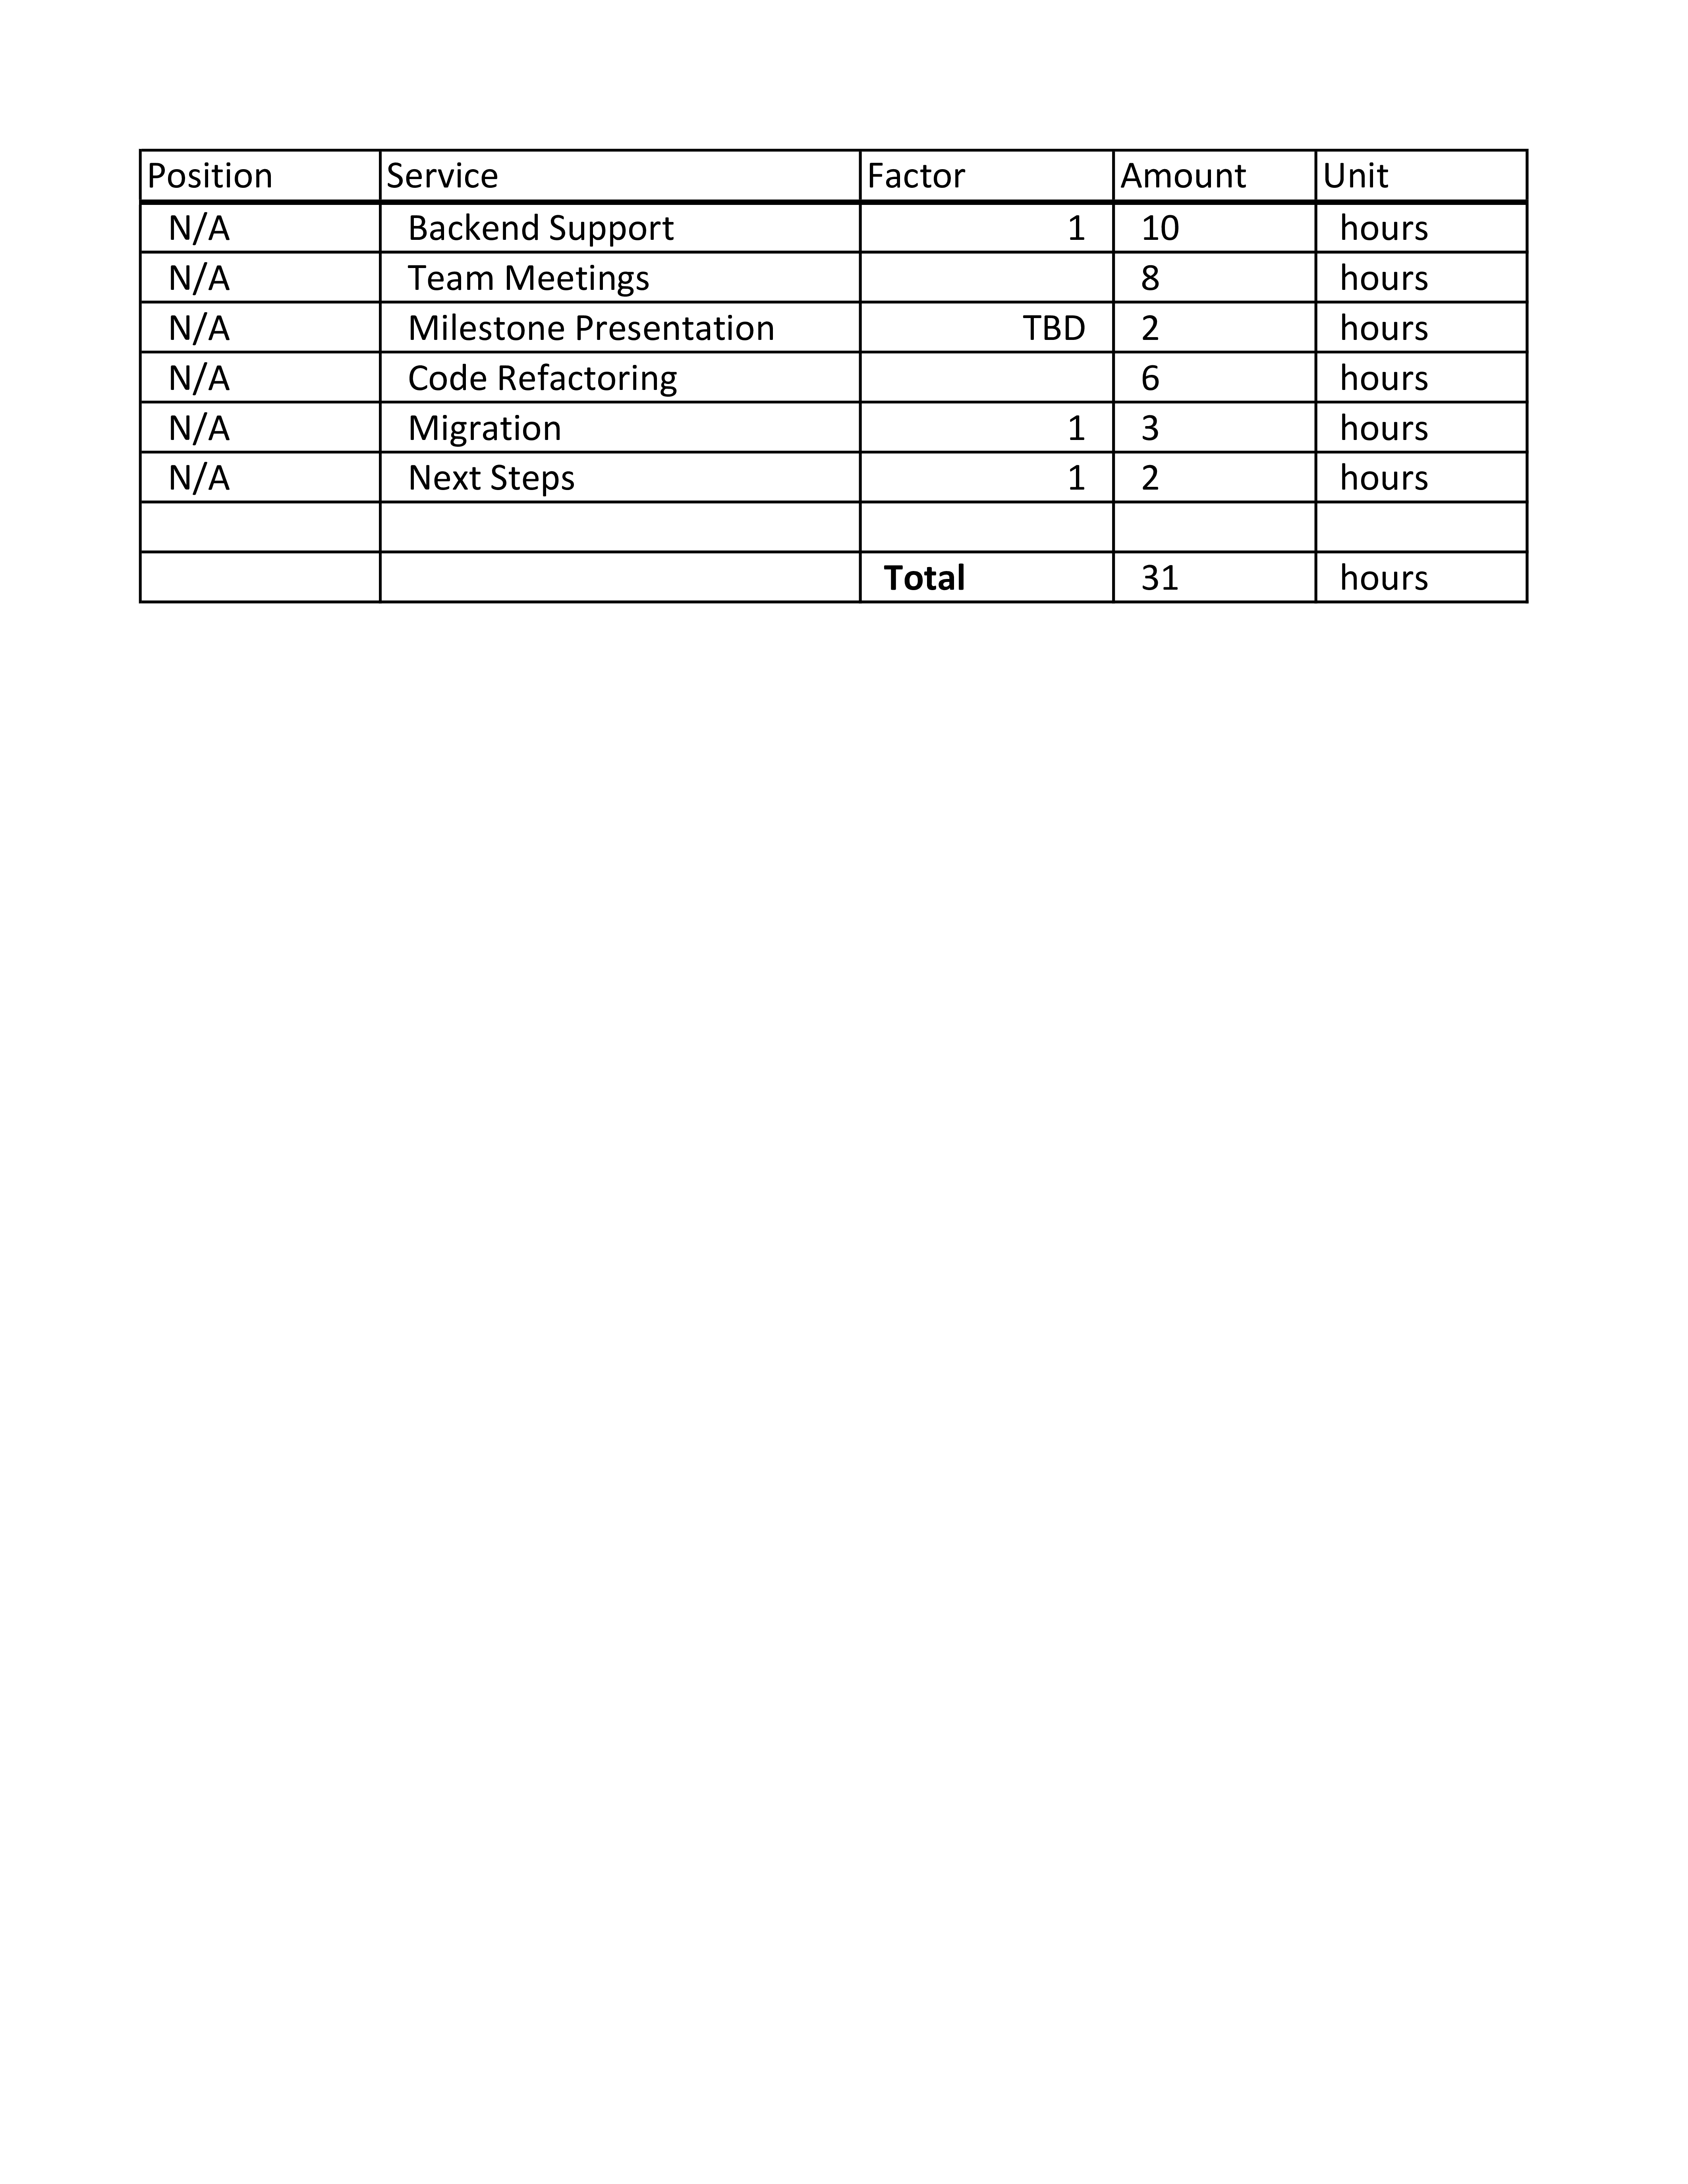 Position Service Factor Amount Unit
N/A Backend Support 1 10 hours
N/A Team Meetings 8 hours
N/A Milestone Presentation TBD 2 hours
N/A Code Refactoring 6 hours
N/A Migration 1 3 hours
N/A Next Steps 1 2 hours
Total 31 hours